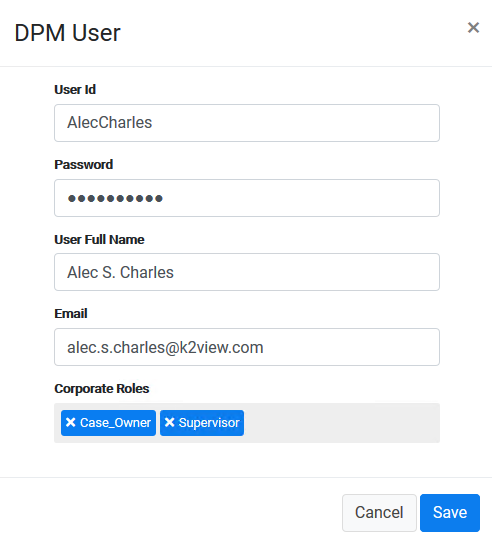 DPM User
×
User Id
AlecCharles
Password
●●●●●●●●●●
User Full Name
Alec S. Charles
Email
alec.s.charles@k2view.com
Corporate Roles
× Case_Owner × Supervisor
Cancel Save